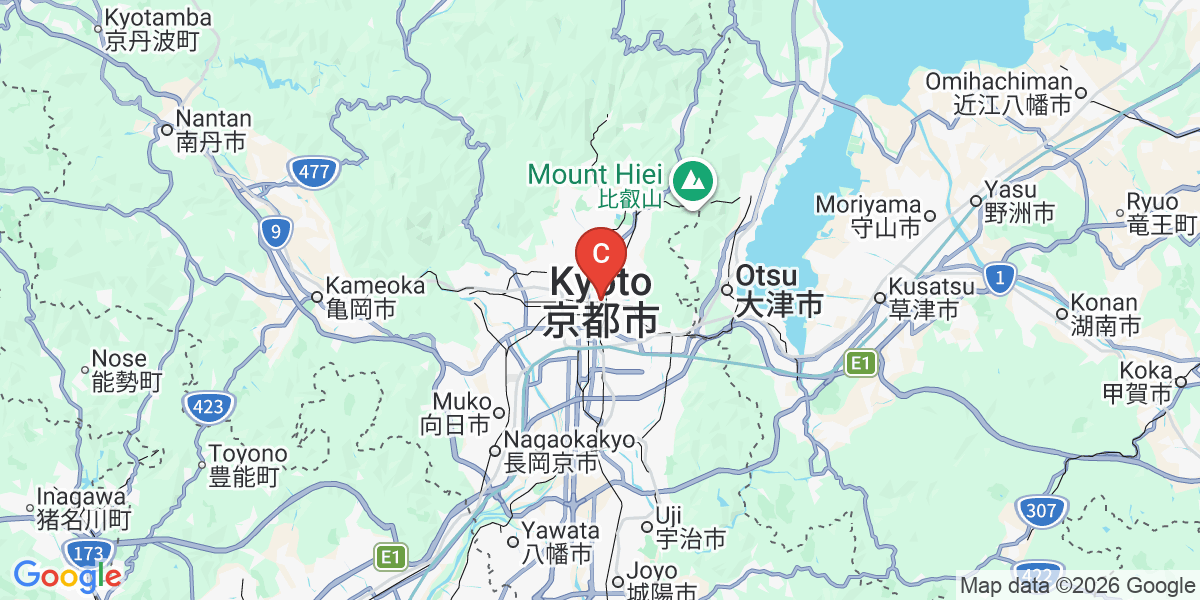 Kyotamba
京丹波町
Nantan
南丹市
477
9
Mount Hiei
比叡山
C
Kyoto
京都市
Kameoka
亀岡市
Otsu
大津市
Omihachiman
近江八幡市
Moriyama
守山市
Yasu
野洲市
Ryuo
竜王町
Kusatsu
草津市
1
Konan
湖南市
E1
Koka
甲賀市
Nose
能勢町
423
Muko
向日市
Nagaokakyo
長岡京市
Toyono
豊能町
Inagawa
猪名川町
173
E1
Yawata
八幡市
Uji
宇治市
Joyo
城陽市
307
422
Google
Map data ©2026 Google